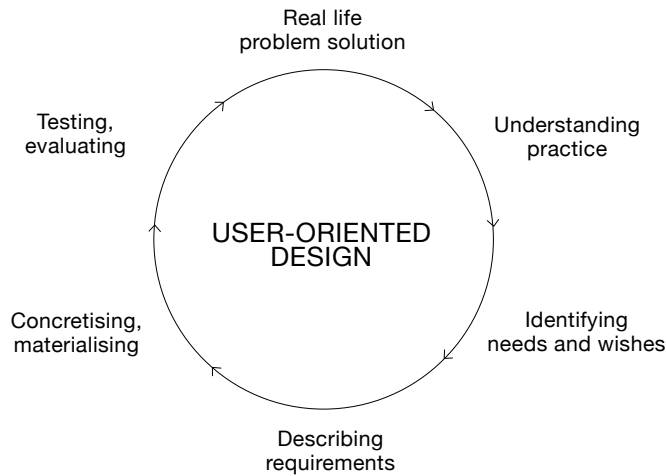 Real life
problem solution
Understanding
practice
Identifying
needs and wishes
Describing
requirements
Concretising,
materialising
Testing,
evaluating
USER-ORIENTED
DESIGN